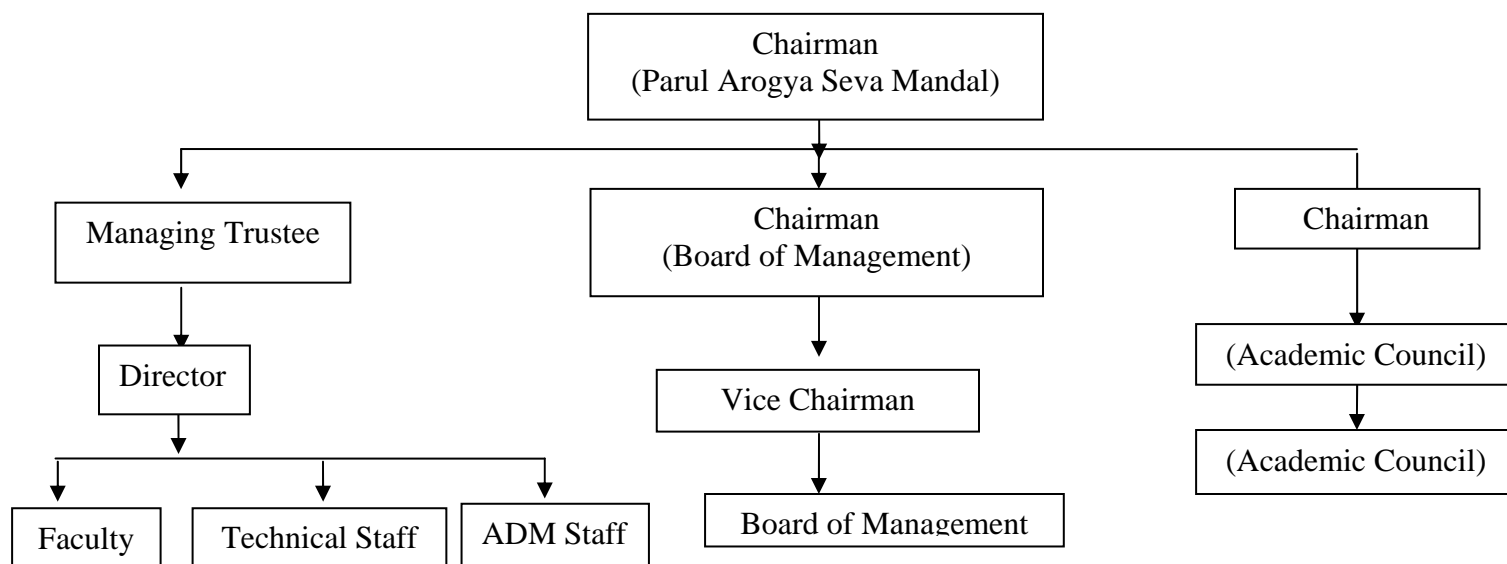 Chairman
(Parul Arogya Seva Mandal)
Managing Trustee
Chairman
(Board of Management)
Chairman
Director
Vice Chairman
(Academic Council)
(Academic Council)
Faculty
Technical Staff
ADM Staff
Board of Management